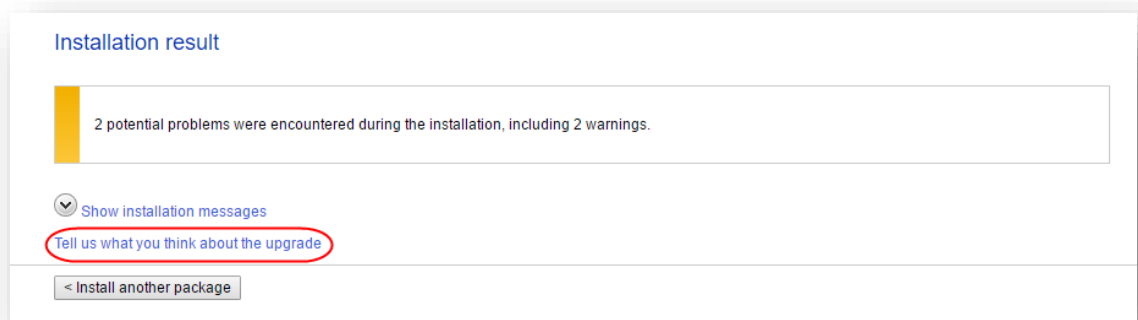 Installation result
2 potential problems were encountered during the installation, including 2 warnings.
Show installation messages
Tell us what you think about the upgrade
< Install another package